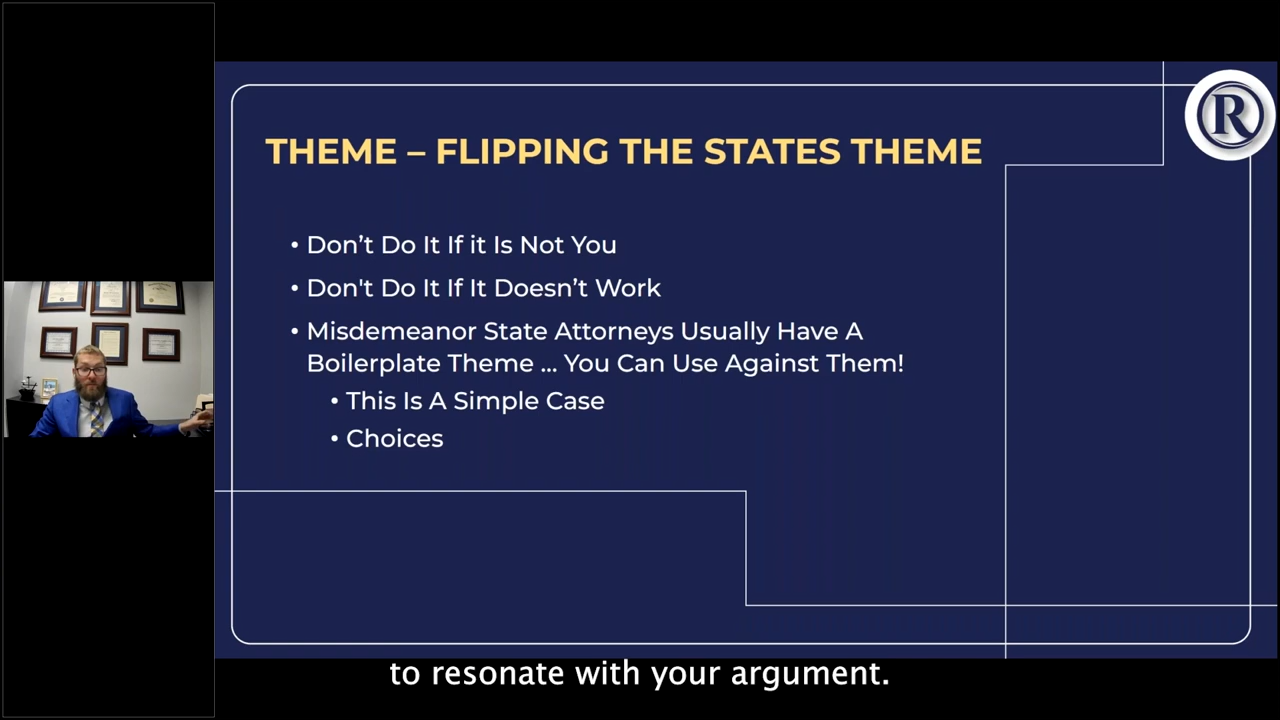 R
THEME – FLIPPING THE STATES THEME
• Don’t Do It If it Is Not You
• Don't Do It If It Doesn’t Work
• Misdemeanor State Attorneys Usually Have A
Boilerplate Theme ... You Can Use Against Them!
• This Is A Simple Case
• Choices
to resonate with your argument.